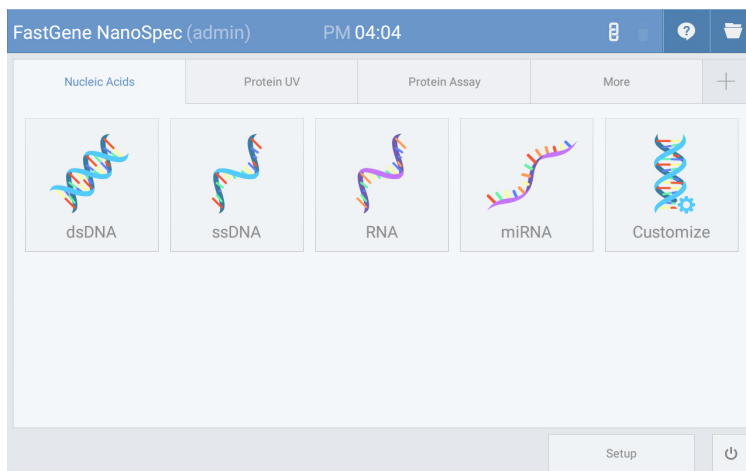 FastGene NanoSpec (admin) PM 04:04
Nucleic Acids Protein UV Protein Assay More
dsDNA ssDNA RNA miRNA Customize
Setup